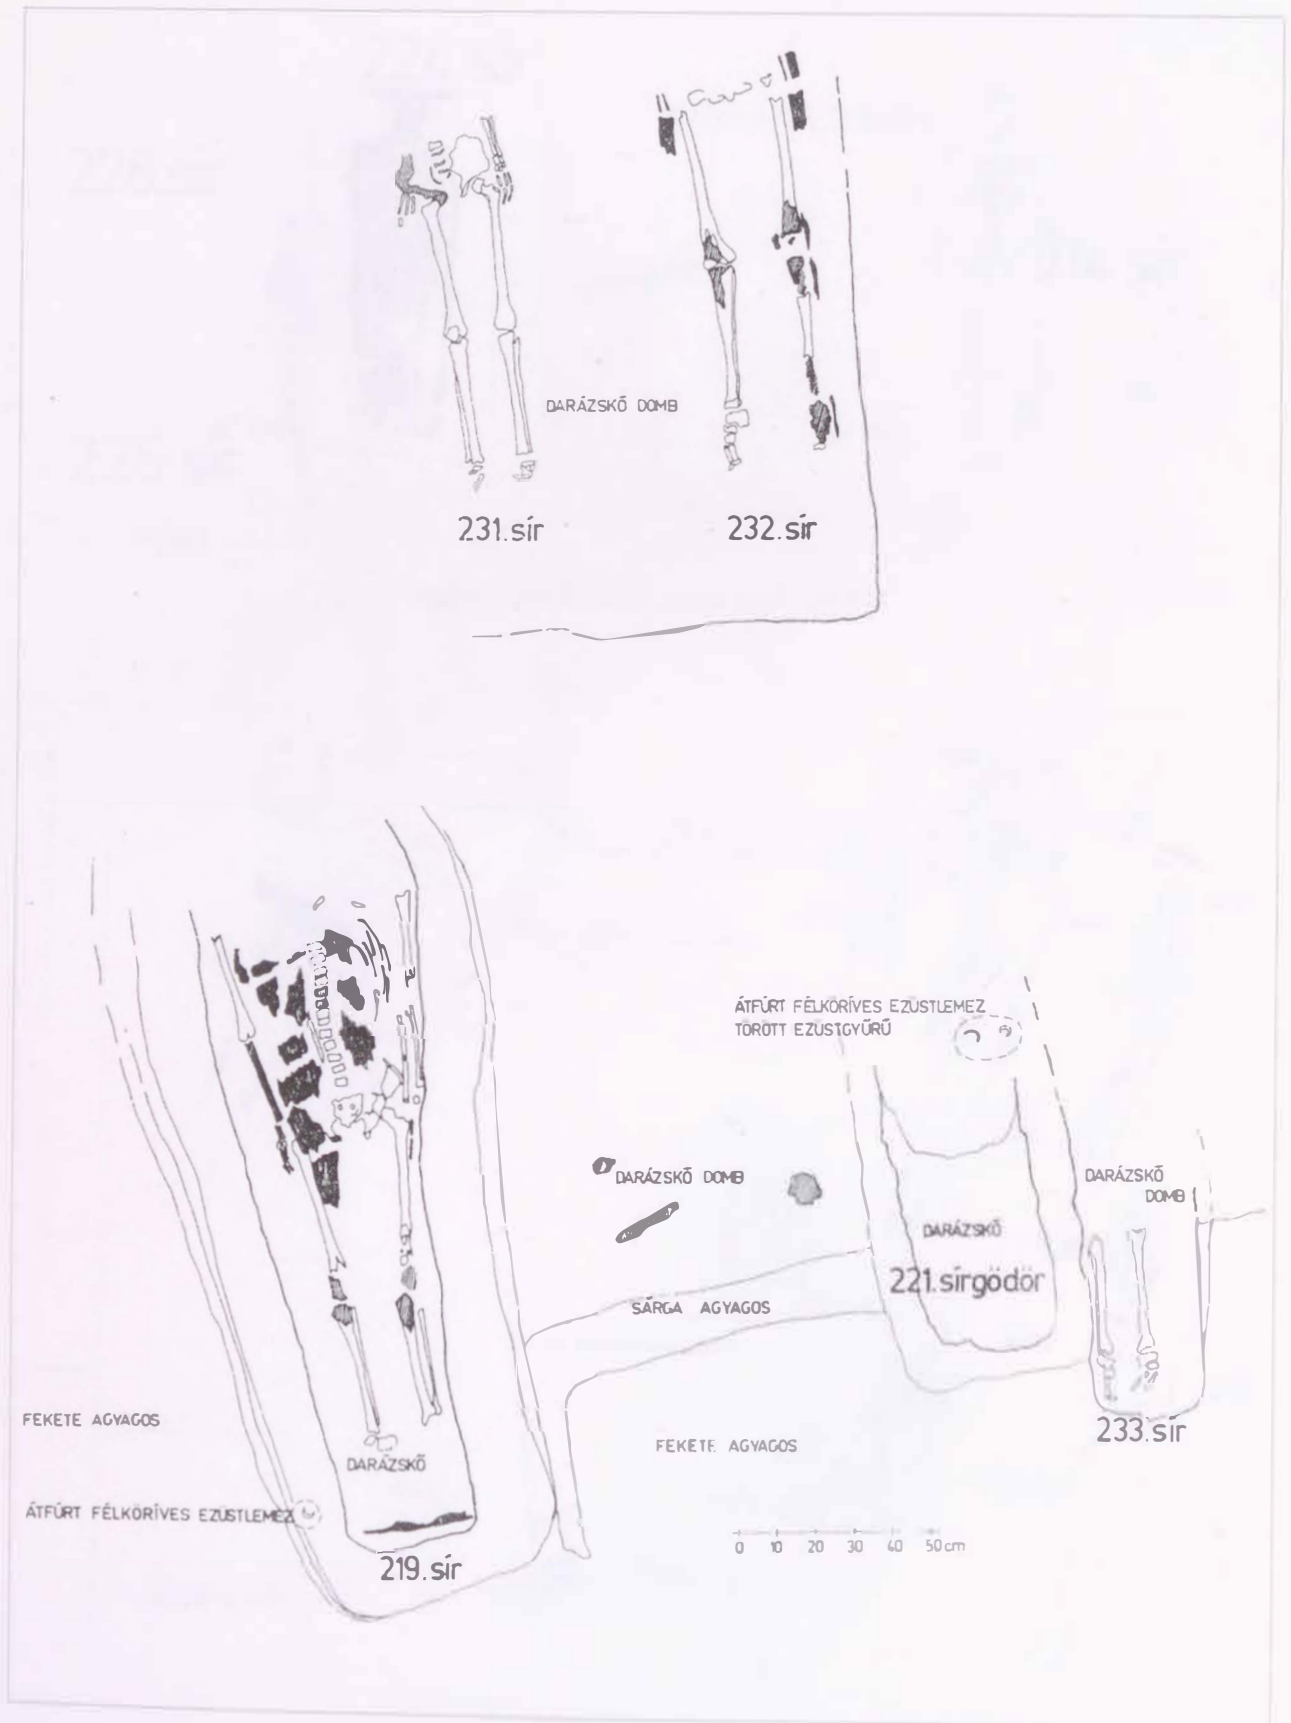 DARÁZSKŐ DOMB
231.sír
232.sír
ÁTFÚRT FÉLKÖRÍVES EZÜSTLEMEZ
TÖRÖTT EZÜSTGYŰRŰ
DARÁZSKŐ DOMB
DARÁZSKŐ
DOMB
DARÁZSKŐ
221.sírgödör
SÁRGA AGYAGOS
FEKETE AGYAGOS
FEKETE AGYAGOS
233.sír
DARÁZSKŐ
ÁTFÚRT FÉLKÖRÍVES EZÜSTLEMEZ
219.sír
0 10 20 30 40 50 cm